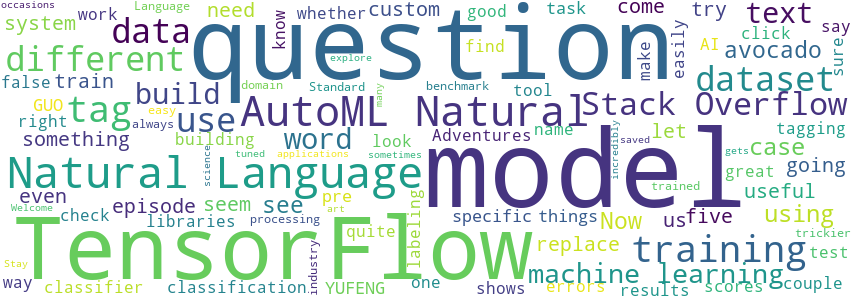 occasions Language work need whether custom good task come try text
system know find AI easily say
data question make click sure
different explore avocado
false train build domain Standard many benchmark tool dataset
GUO tag use AutoML Natural Stack Overflow
right always easy word Adventures name let tagging
something building look case
science tuned applications sometimes incredibly saved gets
Natural Language model great going
even trained useful
Welcome episode seem see pre labeling
check libraries processing art specific things Now us five using
TensorFlow quite replace training trickier
industry test
Stay machine learning
way classifier classification YUFENG one shows errors results scores couple